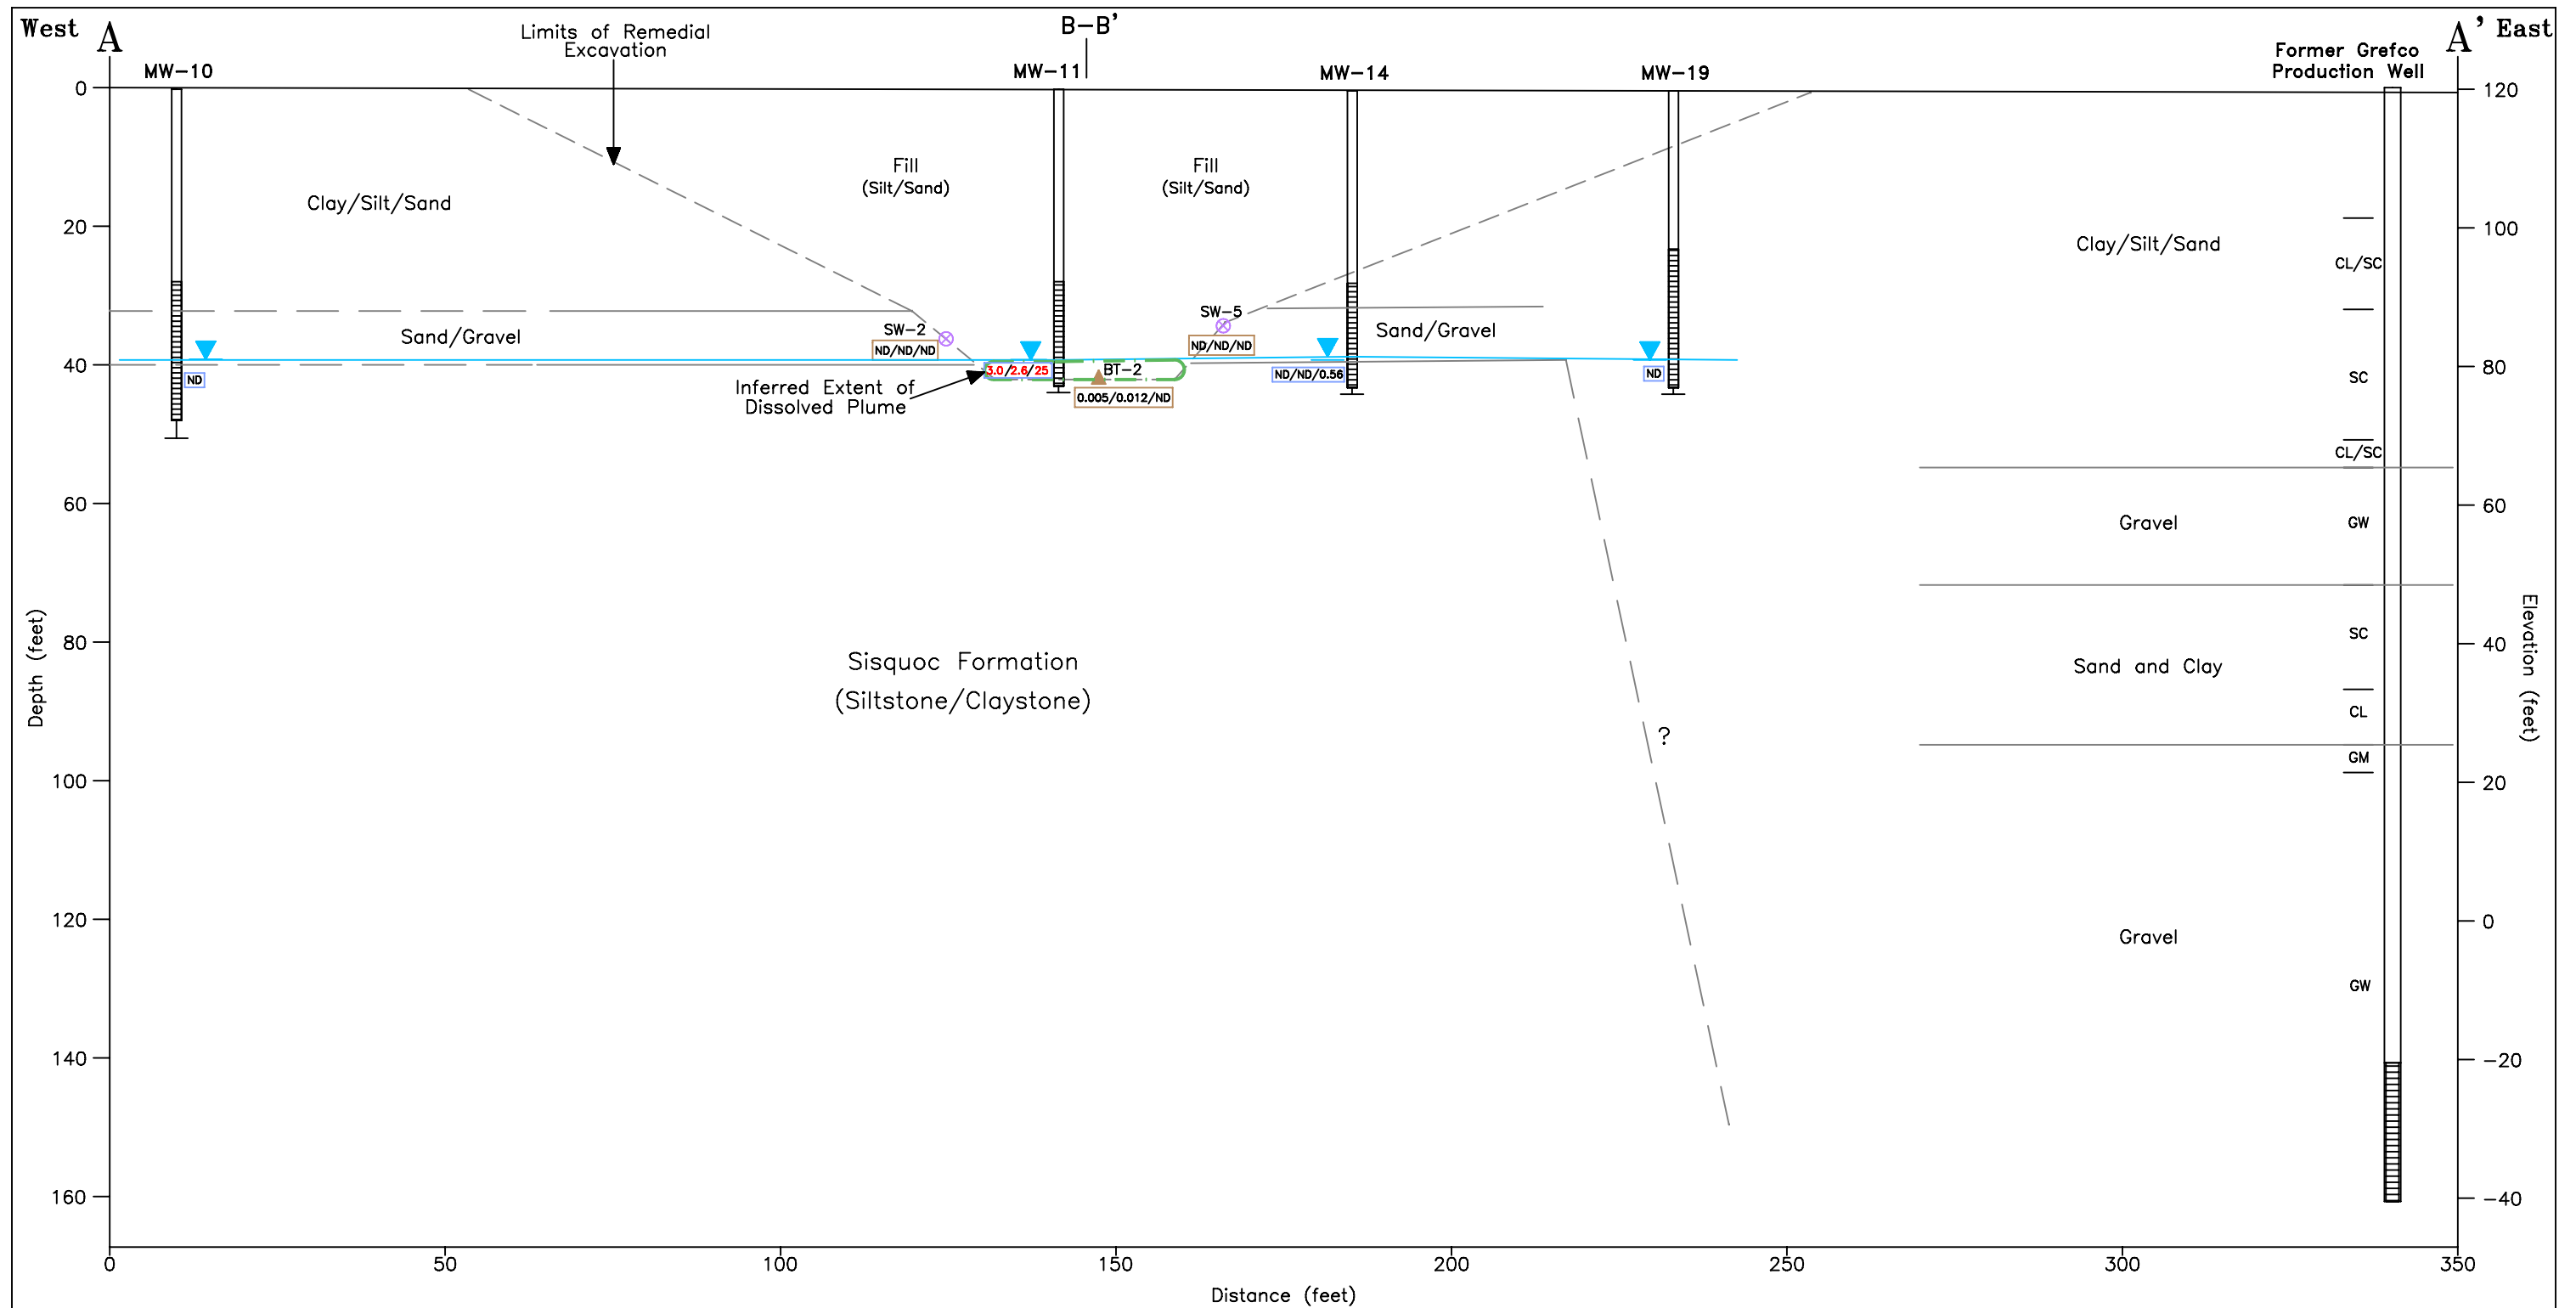 West
A
Limits of Remedial
Excavation
B-B'
A' East
Former Grefco
Production Well
MW-10
MW-11
MW-14
MW-19
0
20
40
60
80
100
120
140
160
Depth (feet)
120
100
80
60
40
20
0
-20
-40
Elevation (feet)
Clay/Silt/Sand
Fill
(Silt/Sand)
Fill
(Silt/Sand)
Clay/Silt/Sand
Sand/Gravel
SW-2
ND/ND/ND
SW-5
ND/ND/ND
Sand/Gravel
ND
3.0/2.6/25
BT-2
0.005/0.012/ND
ND/ND/0.56
ND
Inferred Extent of
Dissolved Plume
CL/SC
SC
CL/SC
Gravel
GW
Sisquoc Formation
(Siltstone/Claystone)
SC
Sand and Clay
CL
?
GM
Gravel
GW
0
50
100
150
200
250
300
350
Distance (feet)